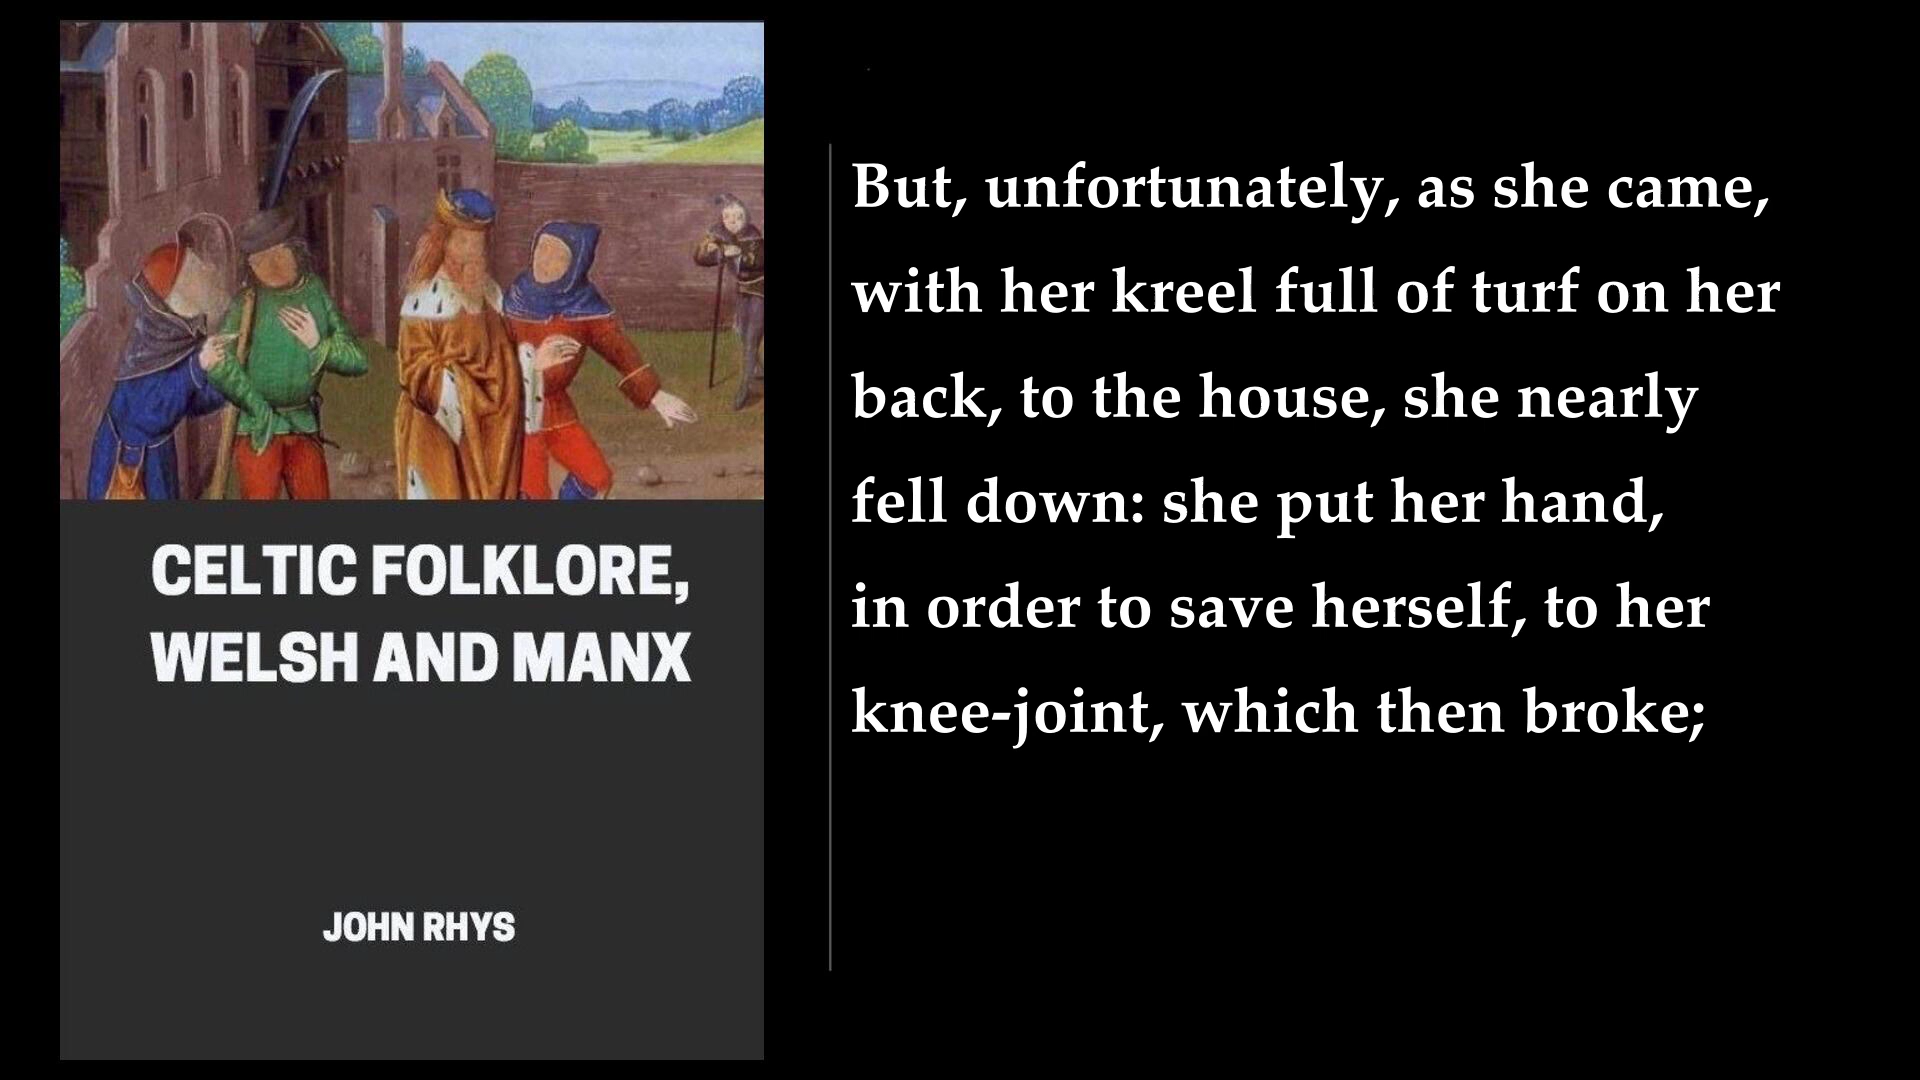 CELTIC FOLKLORE,
WELSH AND MANX
JOHN RHYS
But, unfortunately, as she came,
with her kreel full of turf on her
back, to the house, she nearly
fell down: she put her hand,
in order to save herself, to her
knee-joint, which then broke;